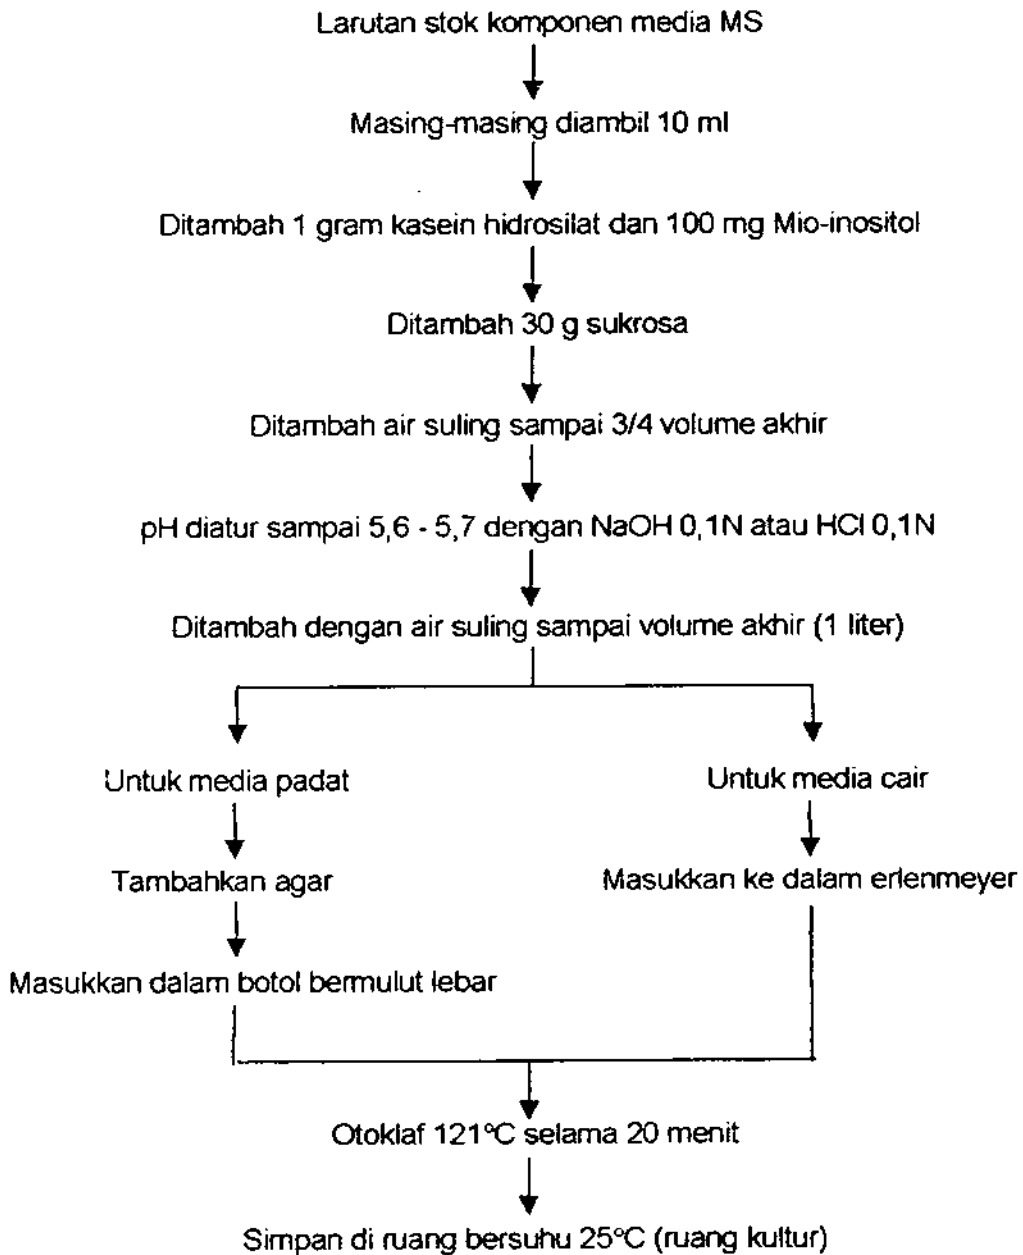 Larutan stok komponen media MS
Masing-masing diambil 10 ml
Ditambah 1 gram kasein hidrosilat dan 100 mg Mio-inositol
Ditambah 30 g sukrosa
Ditambah air suling sampai 3/4 volume akhir
pH diatur sampai 5,6 - 5,7 dengan NaOH 0,1N atau HCl 0,1N
Ditambah dengan air suling sampai volume akhir (1 liter)
Untuk media padat
Untuk media cair
Tambahkan agar
Masukkan ke dalam erlenmeyer
Masukkan dalam botol bermulut lebar
Otoklaf 121°C selama 20 menit
Simpan di ruang bersuhu 25°C (ruang kultur)